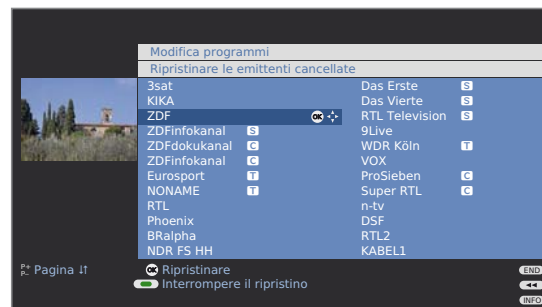 Modifica programmi
Ripristinare le emittenti cancellate
3sat
KIKA
ZDF OK
ZDFinfokanal S
ZDFdokukanal C
ZDFinfokanal C
Eurosport T
NONAME T
RTL
Phoenix
BRalpha
NDR FS HH
Das Erste S
Das Vierte S
RTL Television S
9Live
WDR Köln T
VOX
ProSieben C
Super RTL C
n-tv
DSF
RTL2
KABEL1
P+ P- Pagina
OK Ripristinare
Interrompere il ripristino
END
INFO